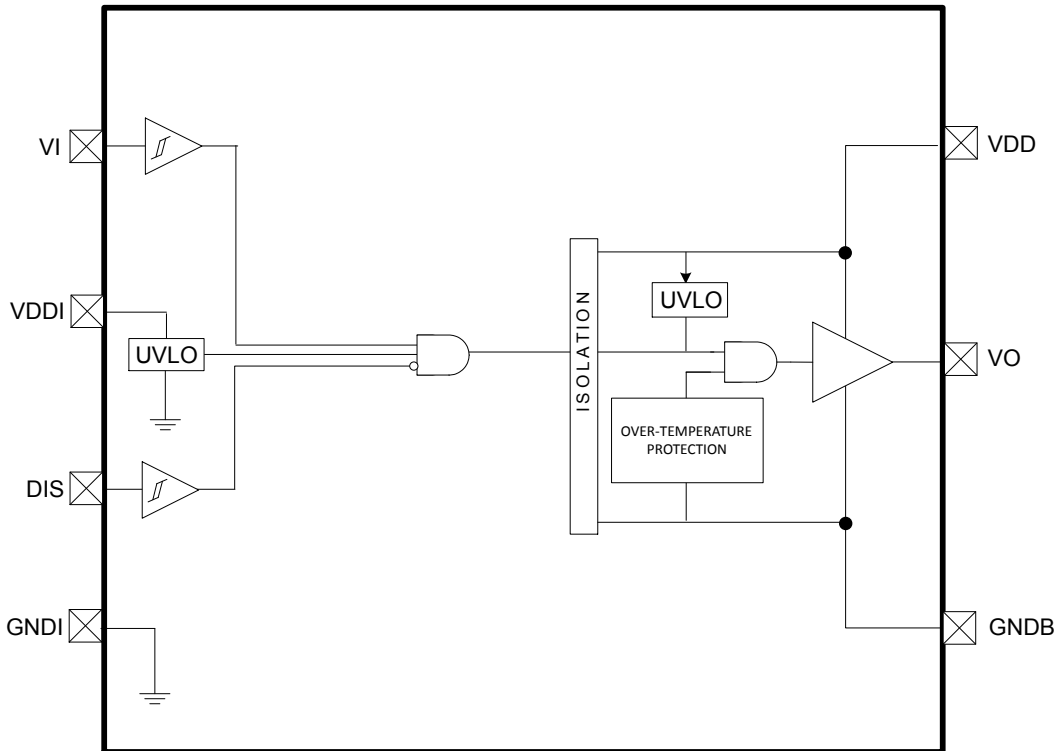 VI
VDD
VDDI
UVLO
UVLO
ISOLATION
VO
OVER-TEMPERATURE
PROTECTION
DIS
GNDI
GNDB